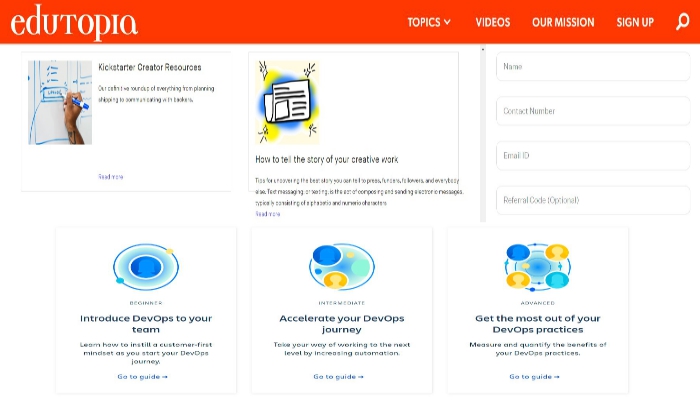 edutopia
TOPICS
VIDEOS
OUR MISSION
SIGN UP
Kickstarter Creator Resources
Our definitive roundup of everything from planning
shipping to communicating with backers.
Read more
How to tell the story of your creative work
Tips for uncovering the best story you can tell to press, funders, followers, and everybody
else. Text messaging, or texting, is the act of composing and sending electronic messages,
typically consisting of alphabetic and numeric characters
Read more
Name
Contact Number
Email ID
Referral Code (Optional)
BEGINNER
Introduce DevOps to your
team
Learn how to instill a customer-first
mindset as you start your DevOps
journey.
Go to guide →
INTERMEDIATE
Accelerate your DevOps
journey
Take your way of working to the next
level by increasing automation.
Go to guide →
ADVANCED
Get the most out of your
DevOps practices
Measure and quantify the benefits of
your DevOps practices.
Go to guide →